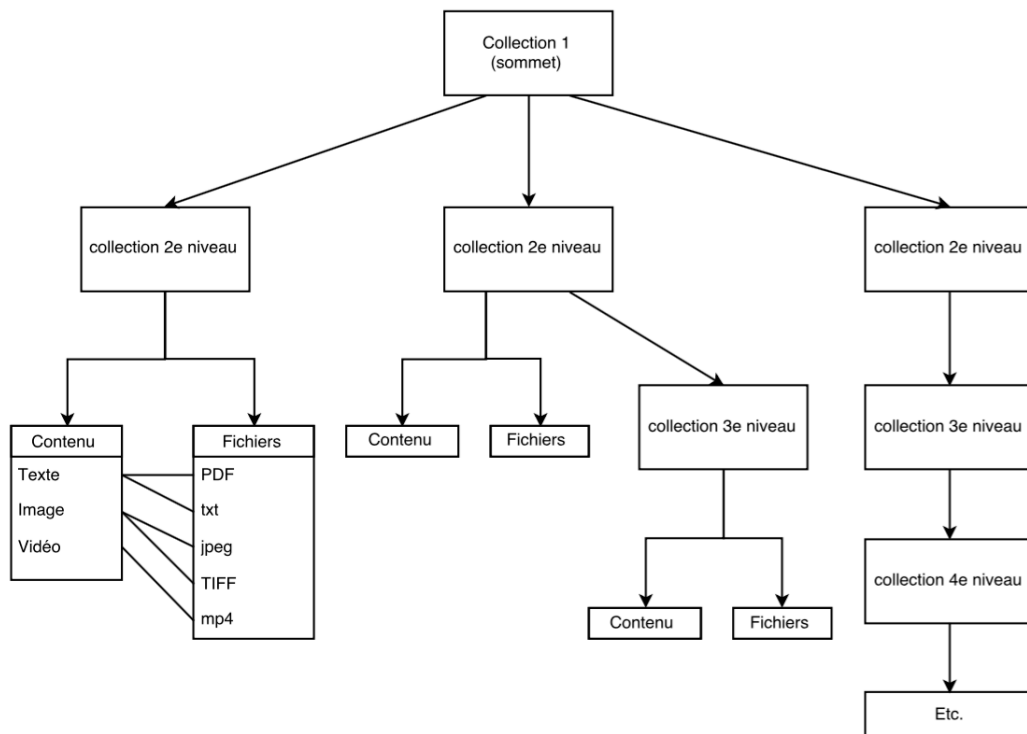 Collection 1
(sommet)
collection 2e niveau
collection 2e niveau
collection 2e niveau
Contenu
Texte
Image
Vidéo
Fichiers
PDF
txt
jpeg
TIFF
mp4
Contenu
Fichiers
collection 3e niveau
Contenu
Fichiers
collection 3e niveau
collection 4e niveau
Etc.